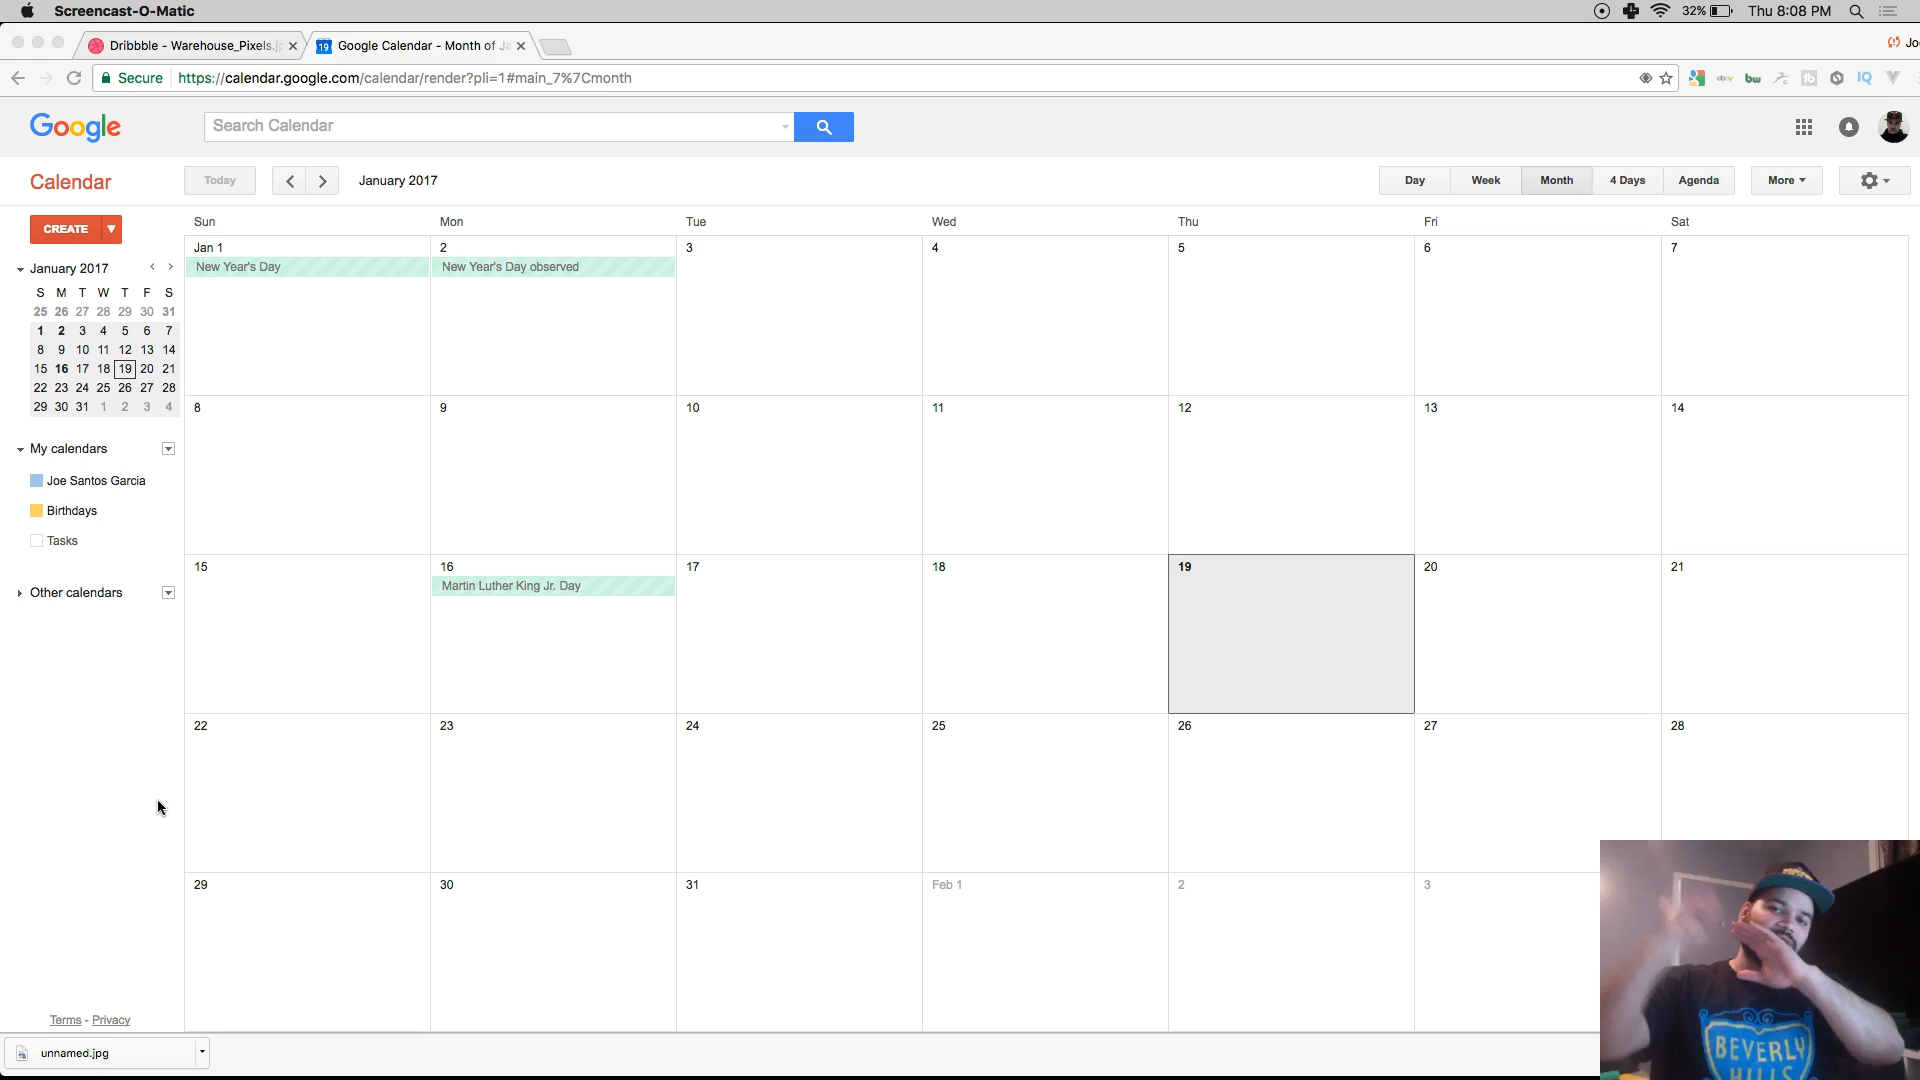 Screencast-O-Matic 32% Thu 8:08 PM
Dribbble - Warehouse_Pixels.j Google Calendar - Month of Ja Jo
Secure https://calendar.google.com/calendar/render?pli=1#main_7%7Cmonth ebay bw fb IQ
Google Search Calendar
Calendar Today January 2017 Day Week Month 4 Days Agenda More
CREATE
January 2017
S M T W T F S
25 26 27 28 29 30 31
1 2 3 4 5 6 7
8 9 10 11 12 13 14
15 16 17 18 19 20 21
22 23 24 25 26 27 28
29 30 31 1 2 3 4
My calendars
Joe Santos Garcia
Birthdays
Tasks
Other calendars
Terms - Privacy
Sun Mon Tue Wed Thu Fri Sat
Jan 1 2 3 4 5 6 7
New Year's Day New Year's Day observed
8 9 10 11 12 13 14
15 16 17 18 19 20 21
Martin Luther King Jr. Day
22 23 24 25 26 27 28
29 30 31 Feb 1 2 3
unnamed.jpg
BEVERLY
HILLS